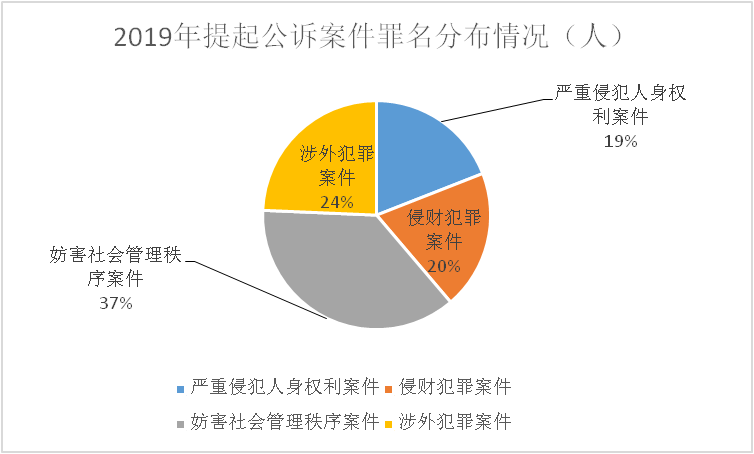 2019年提起公诉案件罪名分布情况（人）
严重侵犯人身权
利案件
19%
涉外犯罪
案件
24%
侵财犯罪
案件
20%
妨害社会管理秩
序案件
37%
严重侵犯人身权利案件
侵财犯罪案件
妨害社会管理秩序案件
涉外犯罪案件